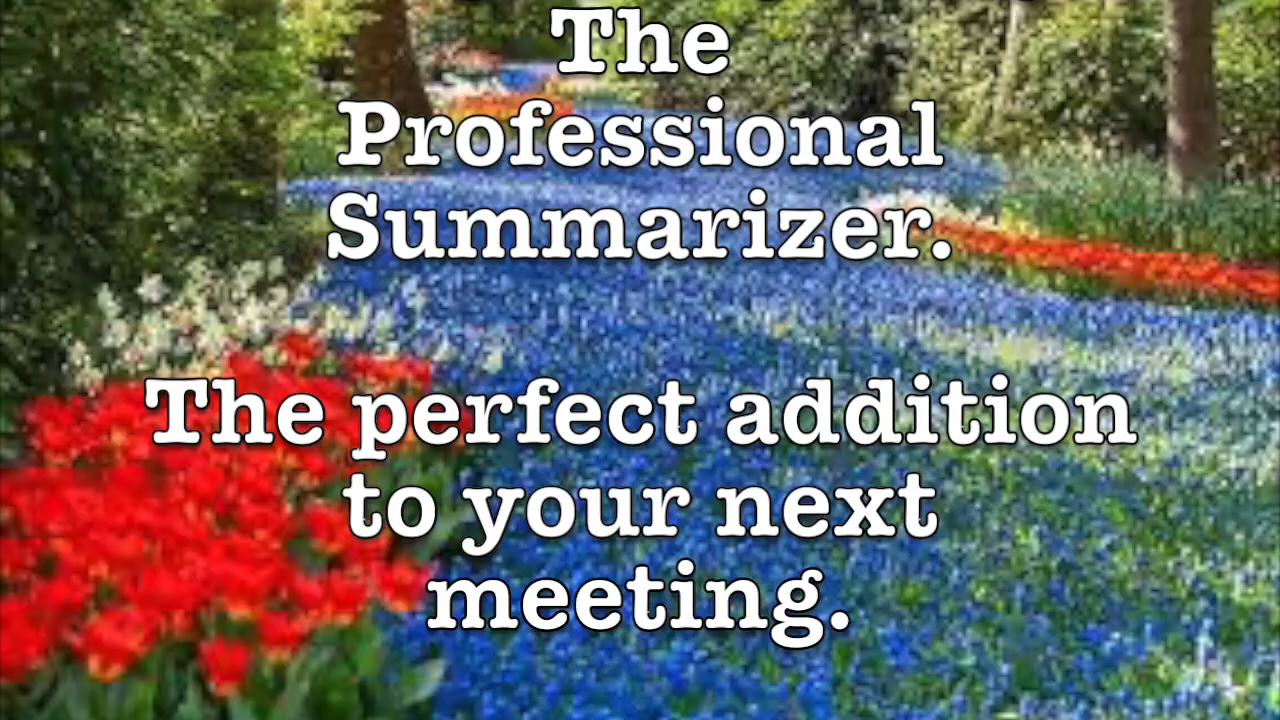 The
Professional
Summarizer.
The perfect addition
to your next
meeting.